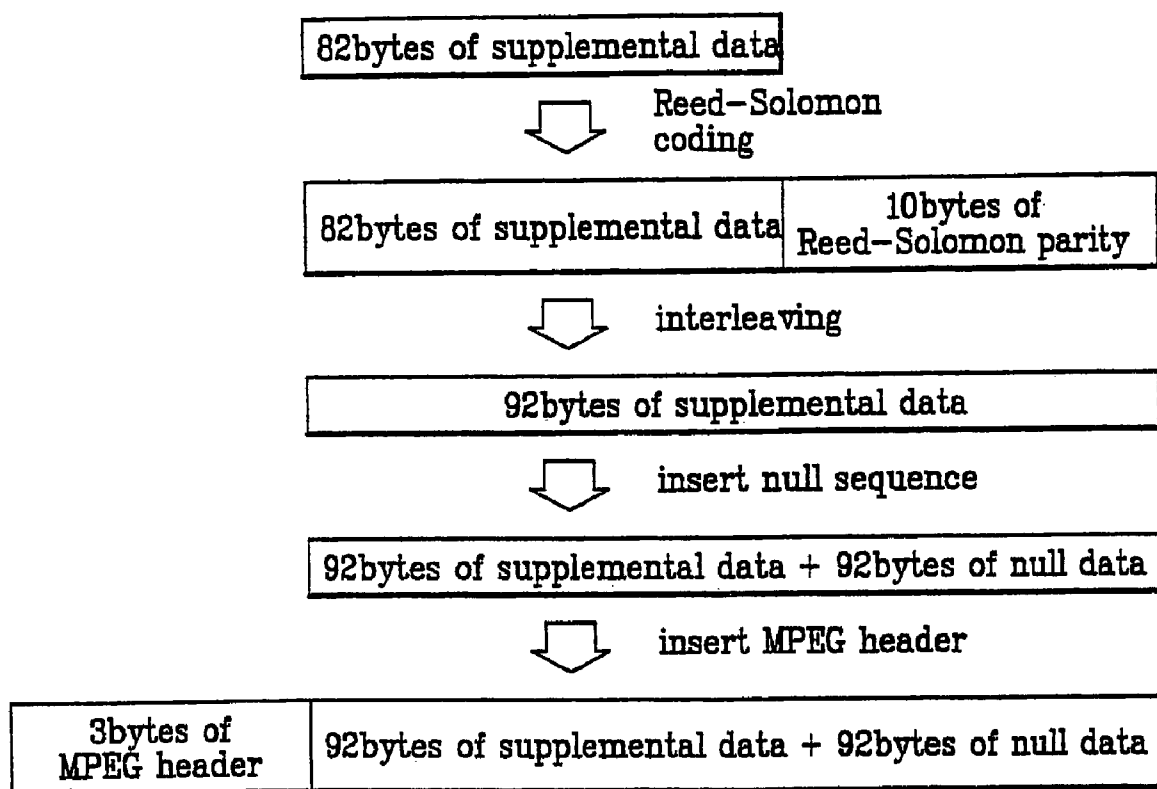 82bytes of supplemental data
Reed-Solomon
coding
82bytes of supplemental data
10bytes of
Reed-Solomon parity
interleaving
92bytes of supplemental data
insert null sequence
92bytes of supplemental data + 92bytes of null data
insert MPEG header
3bytes of
MPEG header
92bytes of supplemental data + 92bytes of null data